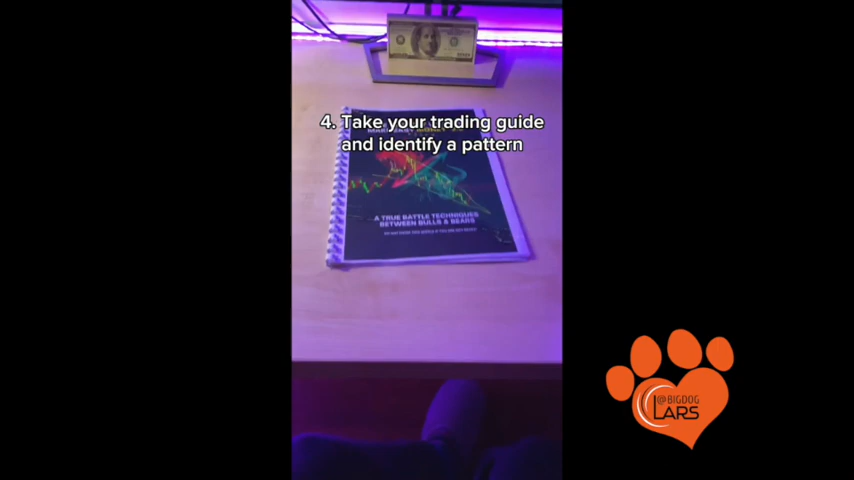 4. Take your trading guide
and identify a pattern
A TRUE BATTLE TECHNIQUES
BETWEEN BULLS & BEARS
@BIGDOG
LARS